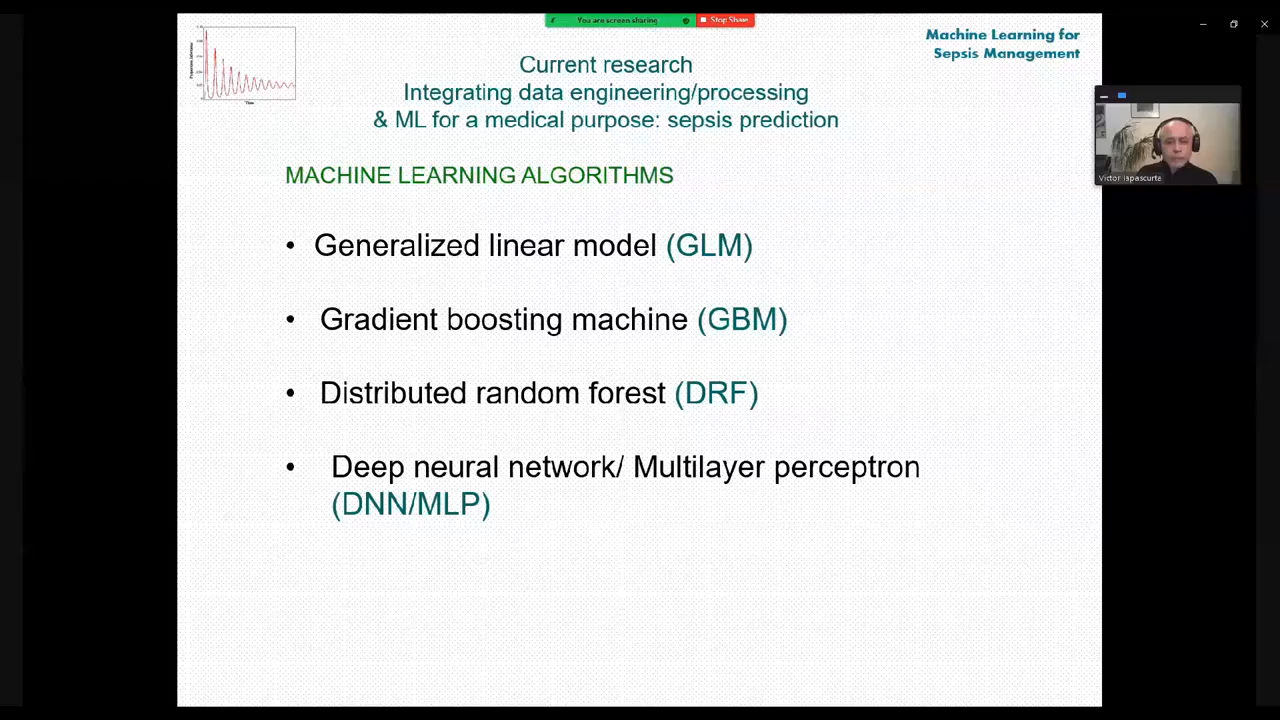 You are screen sharing
Stop Share
Machine Learning for
Sepsis Management
Current research
Integrating data engineering/processing
& ML for a medical purpose: sepsis prediction
MACHINE LEARNING ALGORITHMS
• Generalized linear model (GLM)
• Gradient boosting machine (GBM)
• Distributed random forest (DRF)
• Deep neural network/ Multilayer perceptron
(DNN/MLP)
Victor Iapascurta
Time